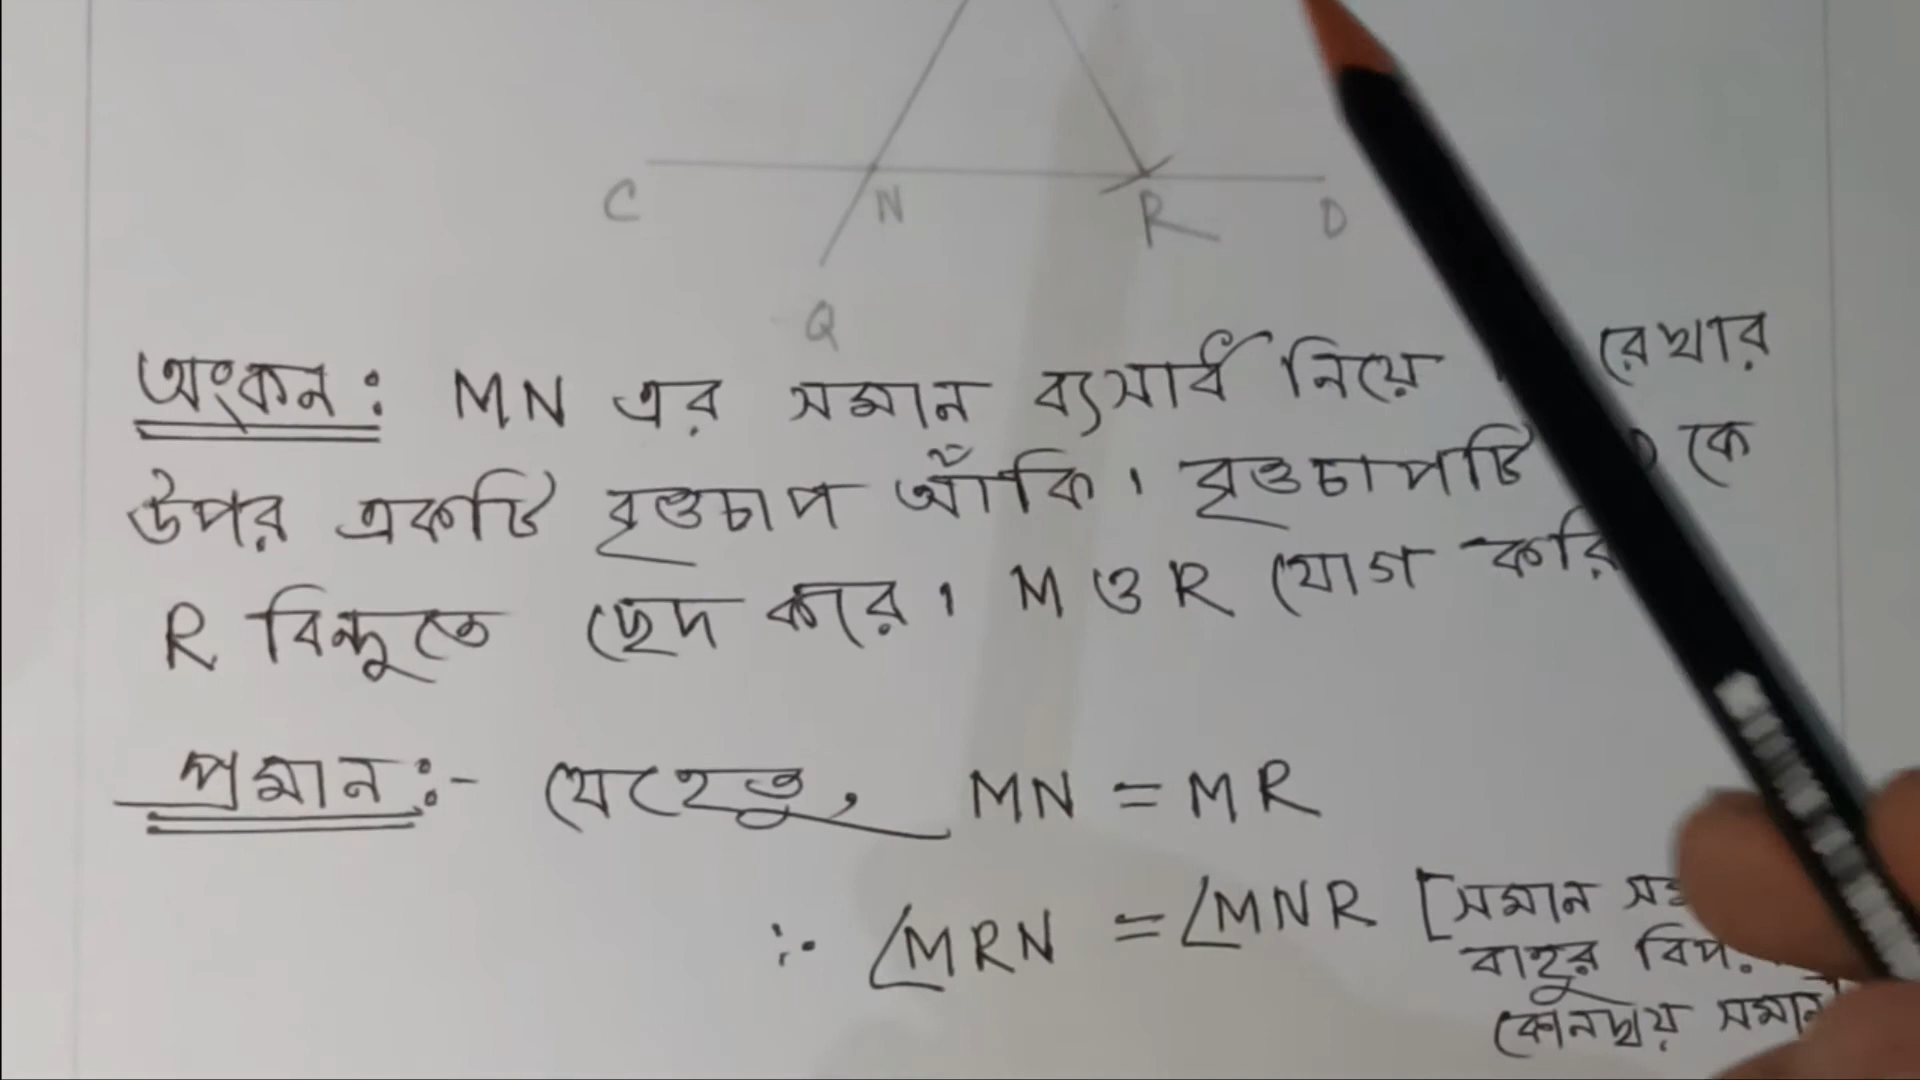 C N R D
Q
অংকন: MN এর সমান ব্যসার্ধ নিয়ে রেখার
উপর একটি বৃত্তচাপ আঁকি। বৃত্তচাপটি কে
R বিন্দুতে ছেদ করে। M ও R যোগ করি
প্রমান:- যেহেতু, MN = MR
∴ ∠MRN = ∠MNR [সমান
বাহুর
কোনদ্বয় সমান